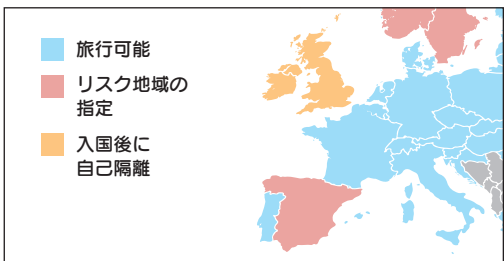 旅行可能
リスク地域の
指定
入国後に
自己隔離